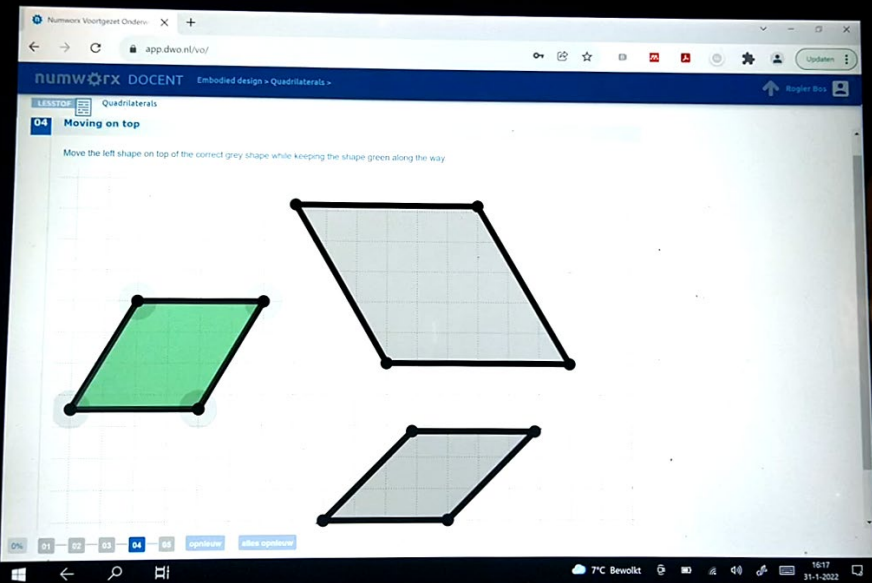 Numworx Voortgezet Onderw
app.dwo.nl/vo/
Updaten
numworx DOCENT Embodied design » Quadrilaterals »
Rogier Bos
LESSTOF Quadrilaterals
04 Moving on top
Move the left shape on top of the correct grey shape while keeping the shape green along the way
0% 01 02 03 04 05 opnieuw alles opnieuw
7°C Bewolkt
16:17
31-1-2022